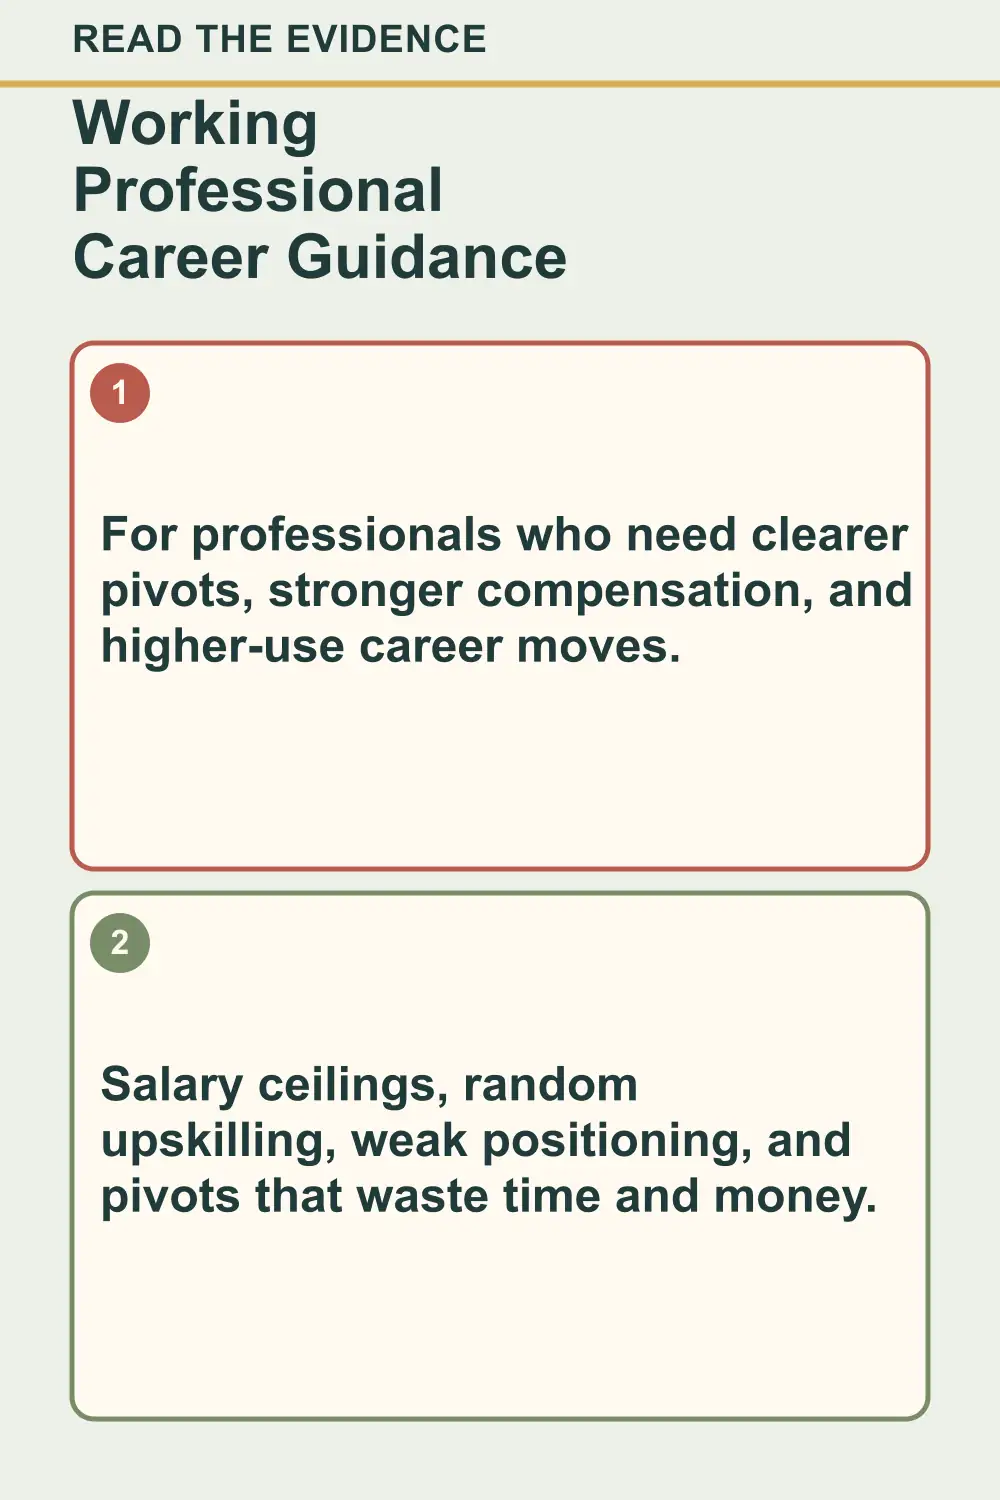 READ THE EVIDENCE
Working
Professional
Career Guidance
1
For professionals who need clearer
pivots, stronger compensation, and
higher-use career moves.
2
Salary ceilings, random
upskilling, weak positioning, and
pivots that waste time and money.